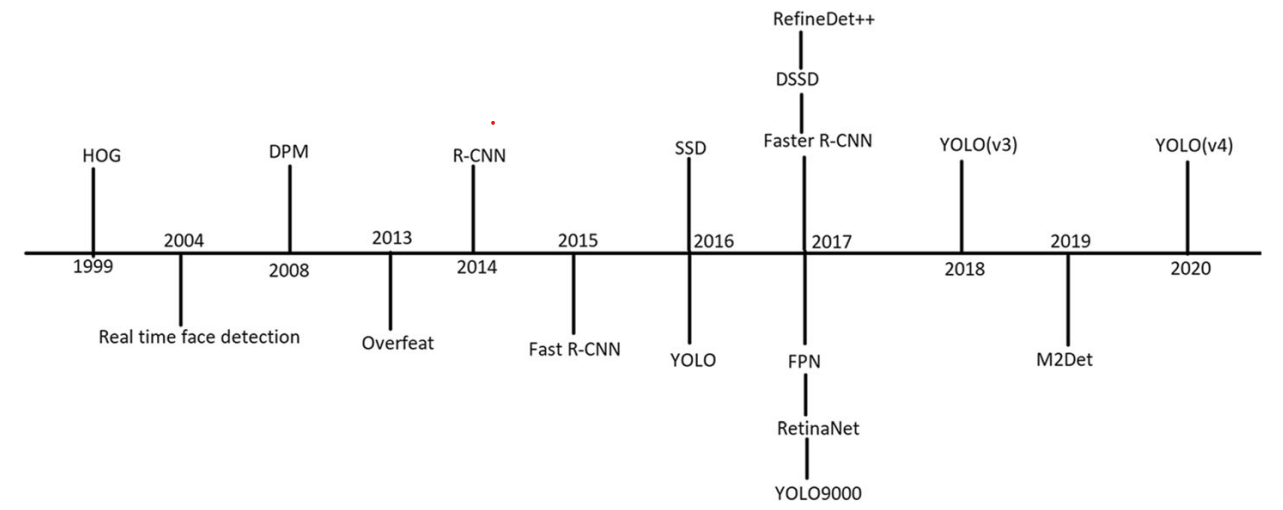 RefineDet++
DSSD
Faster R-CNN
HOG
DPM
R-CNN
SSD
YOLO(v3)
YOLO(v4)
2004
2013
2015
2016
2017
2019
1999
2008
2014
2018
2020
Real time face detection
Overfeat
Fast R-CNN
YOLO
FPN
M2Det
RetinaNet
YOLO9000